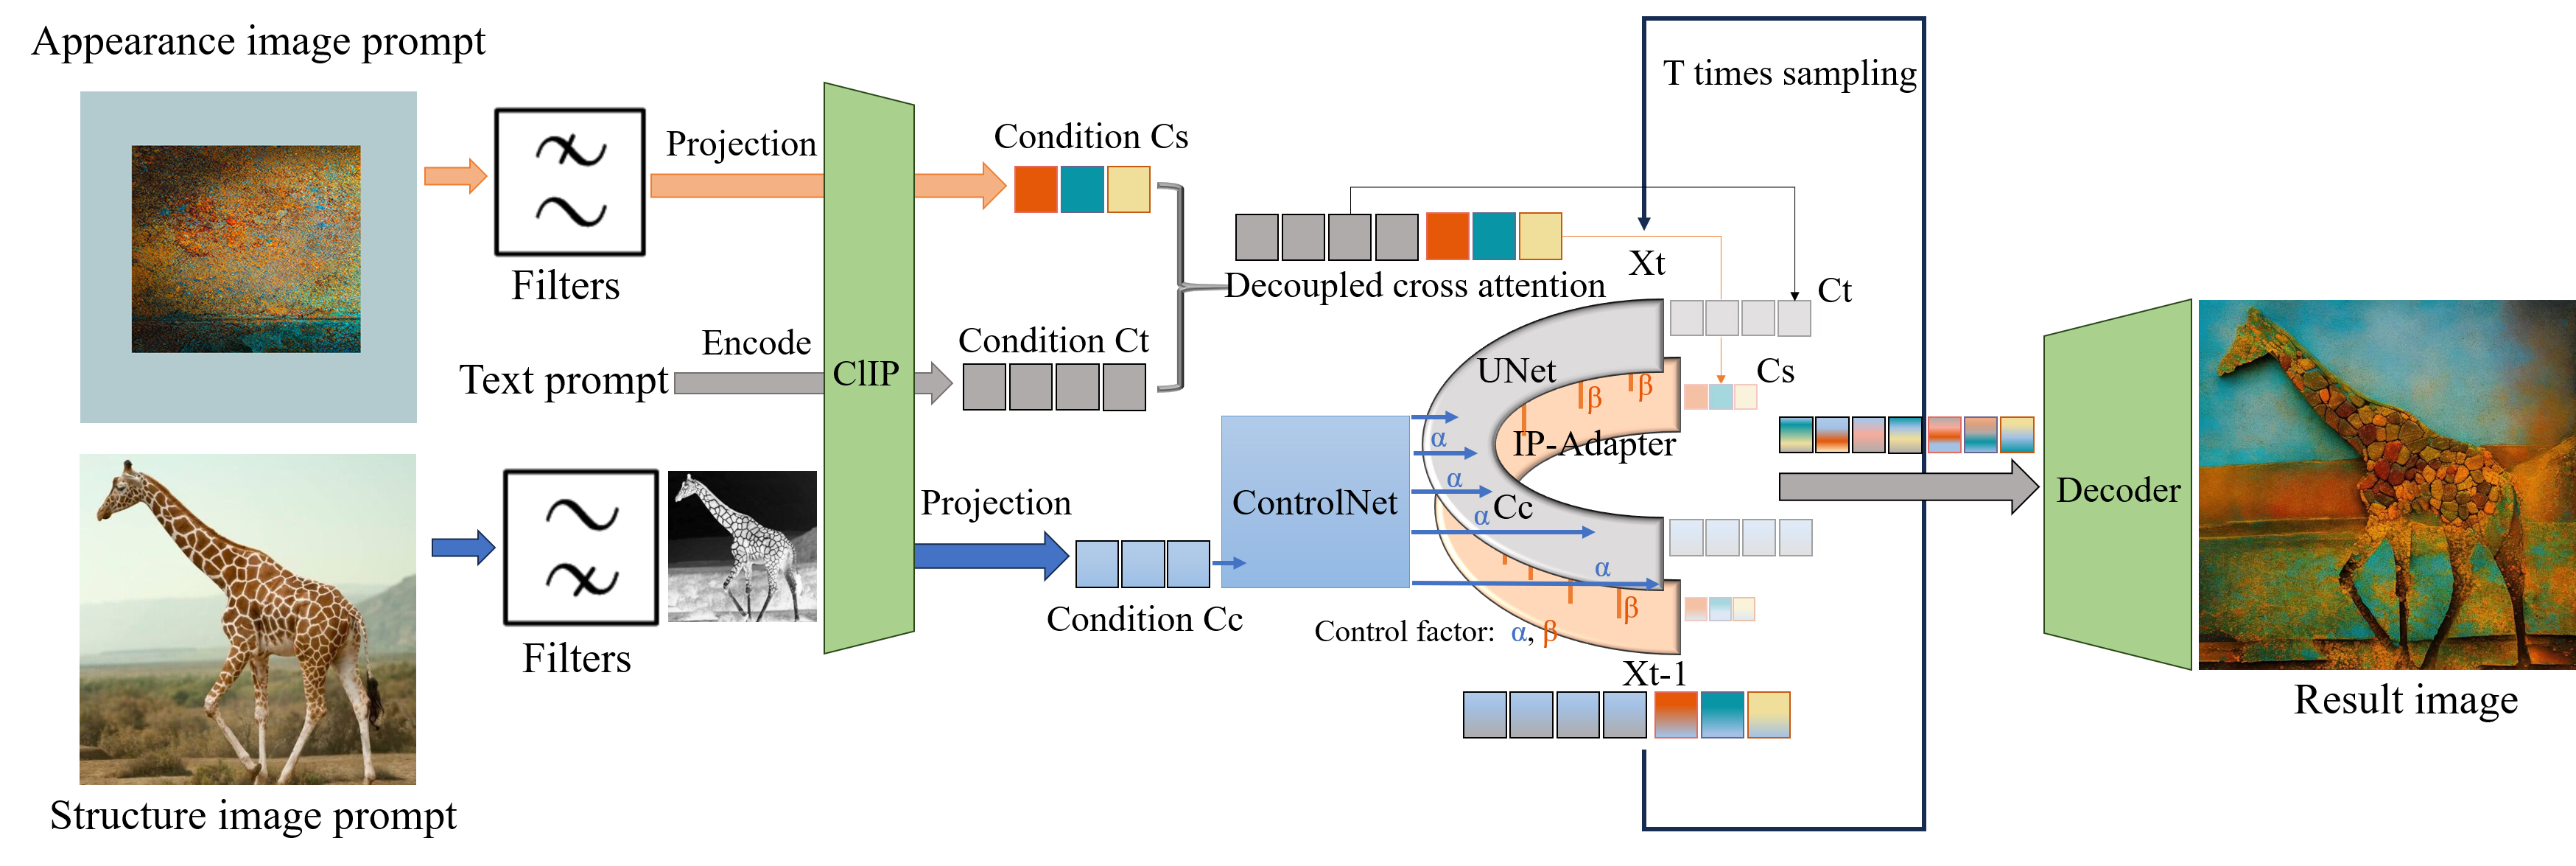 Appearance image prompt
Filters
Projection
Condition Cs
Text prompt
Encode
ClIP
Condition Ct
Structure image prompt
Filters
Projection
Condition Cc
ControlNet
Decoupled cross attention
T times sampling
Xt
Ct
Cs
UNet
β
β
IP-Adapter
α
α
α
Cc
α
β
Control factor: α, β
Xt-1
Decoder
Result image